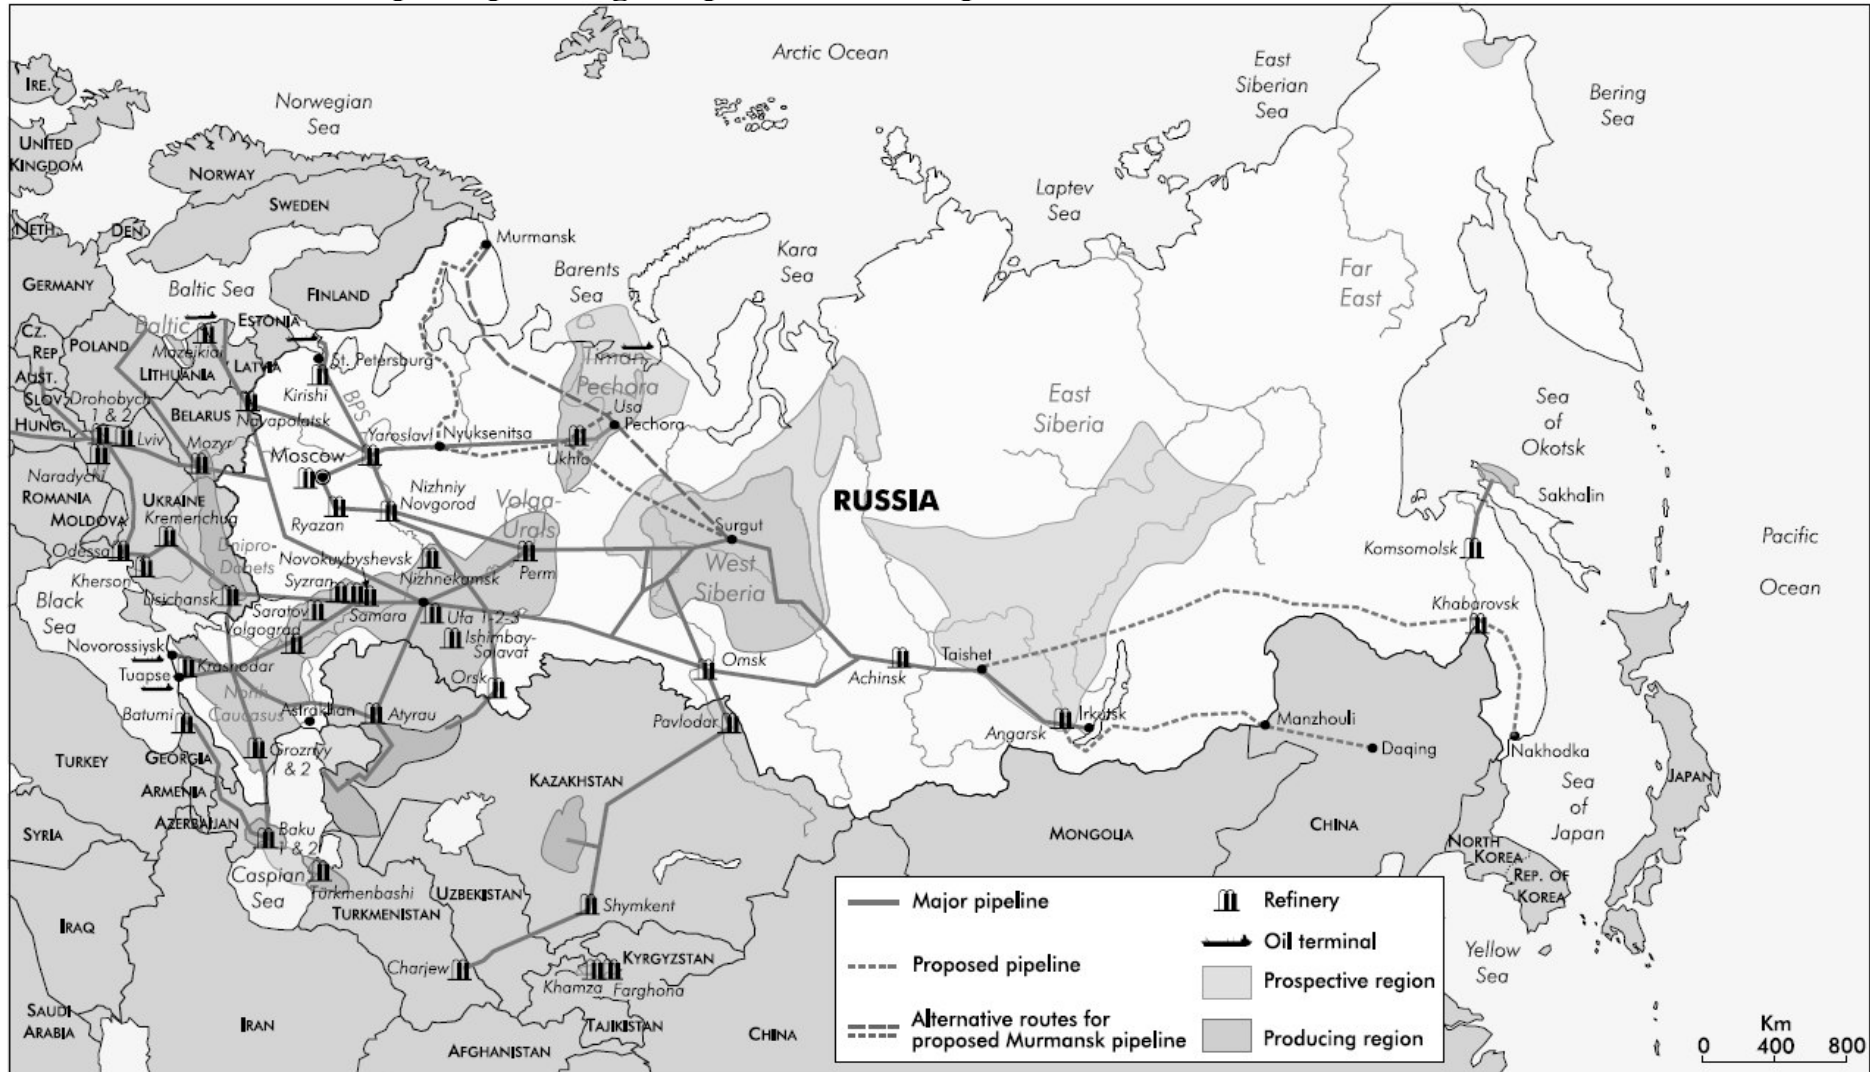 Arctic Ocean
East
Siberian
Sea
Bering
Sea
IRE.
Norwegian
Sea
UNITED
KINGDOM
NORWAY
SWEDEN
Laptev
Sea
NETH.
DEN.
Murmansk
Kara
Sea
Barents
Sea
Far
East
GERMANY
Baltic Sea
FINLAND
Baltic
ESTONIA
CZ.
REP.
POLAND
Mazeikiai
LATVIA
St. Petersburg
Timan
Pechora
AUST.
LITHUANIA
Kirishi
BPS
East
Siberia
SLOV.
Drohobych
1 & 2
BELARUS
Navapolatsk
Usa
Pechora
Sea
of
Okotsk
HUNG.
Lviv
Mozyr
Yaroslavl
Nyuksenitsa
Ukhta
Moscow
Naradychi
ROMANIA
UKRAINE
Nizhniy
Novgorod
Volga-
Urals
RUSSIA
Sakhalin
MOLDOVA
Kremenchug
Ryazan
Surgut
Odessa
Dnipro-
Donets
Novokuybyshevsk
Nizhnekamsk
Perm
West
Siberia
Komsomolsk
Pacific
Ocean
Kherson
Syzran
Black
Sea
Lisichansk
Saratov
Samara
Ufa 1-2-3
Khabarovsk
Volgograd
Ishimbay-
Salavat
Novorossiysk
Krasnodar
Omsk
Achinsk
Taishet
Tuapse
Orsk
North
Caucasus
Astrakhan
Atyrau
Pavlodar
Angarsk
Irkutsk
Manzhouli
Batumi
Daqing
Nakhodka
TURKEY
GEORGIA
Groznyy
1 & 2
KAZAKHSTAN
JAPAN
Sea
of
Japan
ARMENIA
AZERBAIJAN
SYRIA
Baku
1 & 2
MONGOLIA
CHINA
NORTH
KOREA
REP. OF
KOREA
Caspian
Sea
Türkmenbashi
UZBEKISTAN
TURKMENISTAN
Shymkent
IRAQ
Charjew
KYRGYZSTAN
Khamza
Farghona
Yellow
Sea
SAUDI
ARABIA
IRAN
TAJIKISTAN
CHINA
AFGHANISTAN
Major pipeline
Proposed pipeline
Alternative routes for
proposed Murmansk pipeline
Refinery
Oil terminal
Prospective region
Producing region
Km
0 400 800